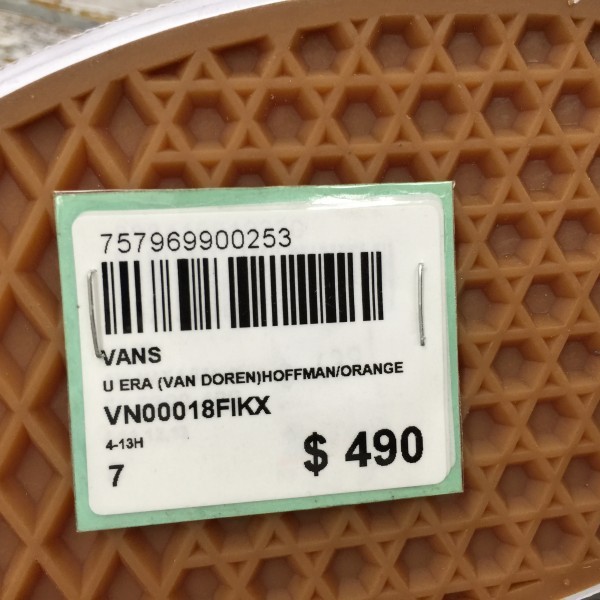 757969900253
VANS
U ERA (VAN DOREN)HOFFMAN/ORANGE
VN00018FIKX
4-13H
7
$ 490